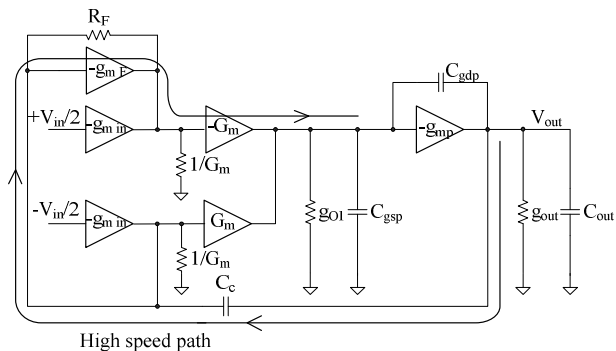 R_F
-g_m F
C_gdp
+V_in/2
-g_m in
-G_m
-g_mp
V_out
1/G_m
-V_in/2
-g_m in
G_m
g_O1
C_gsp
g_out
C_out
1/G_m
C_c
High speed path